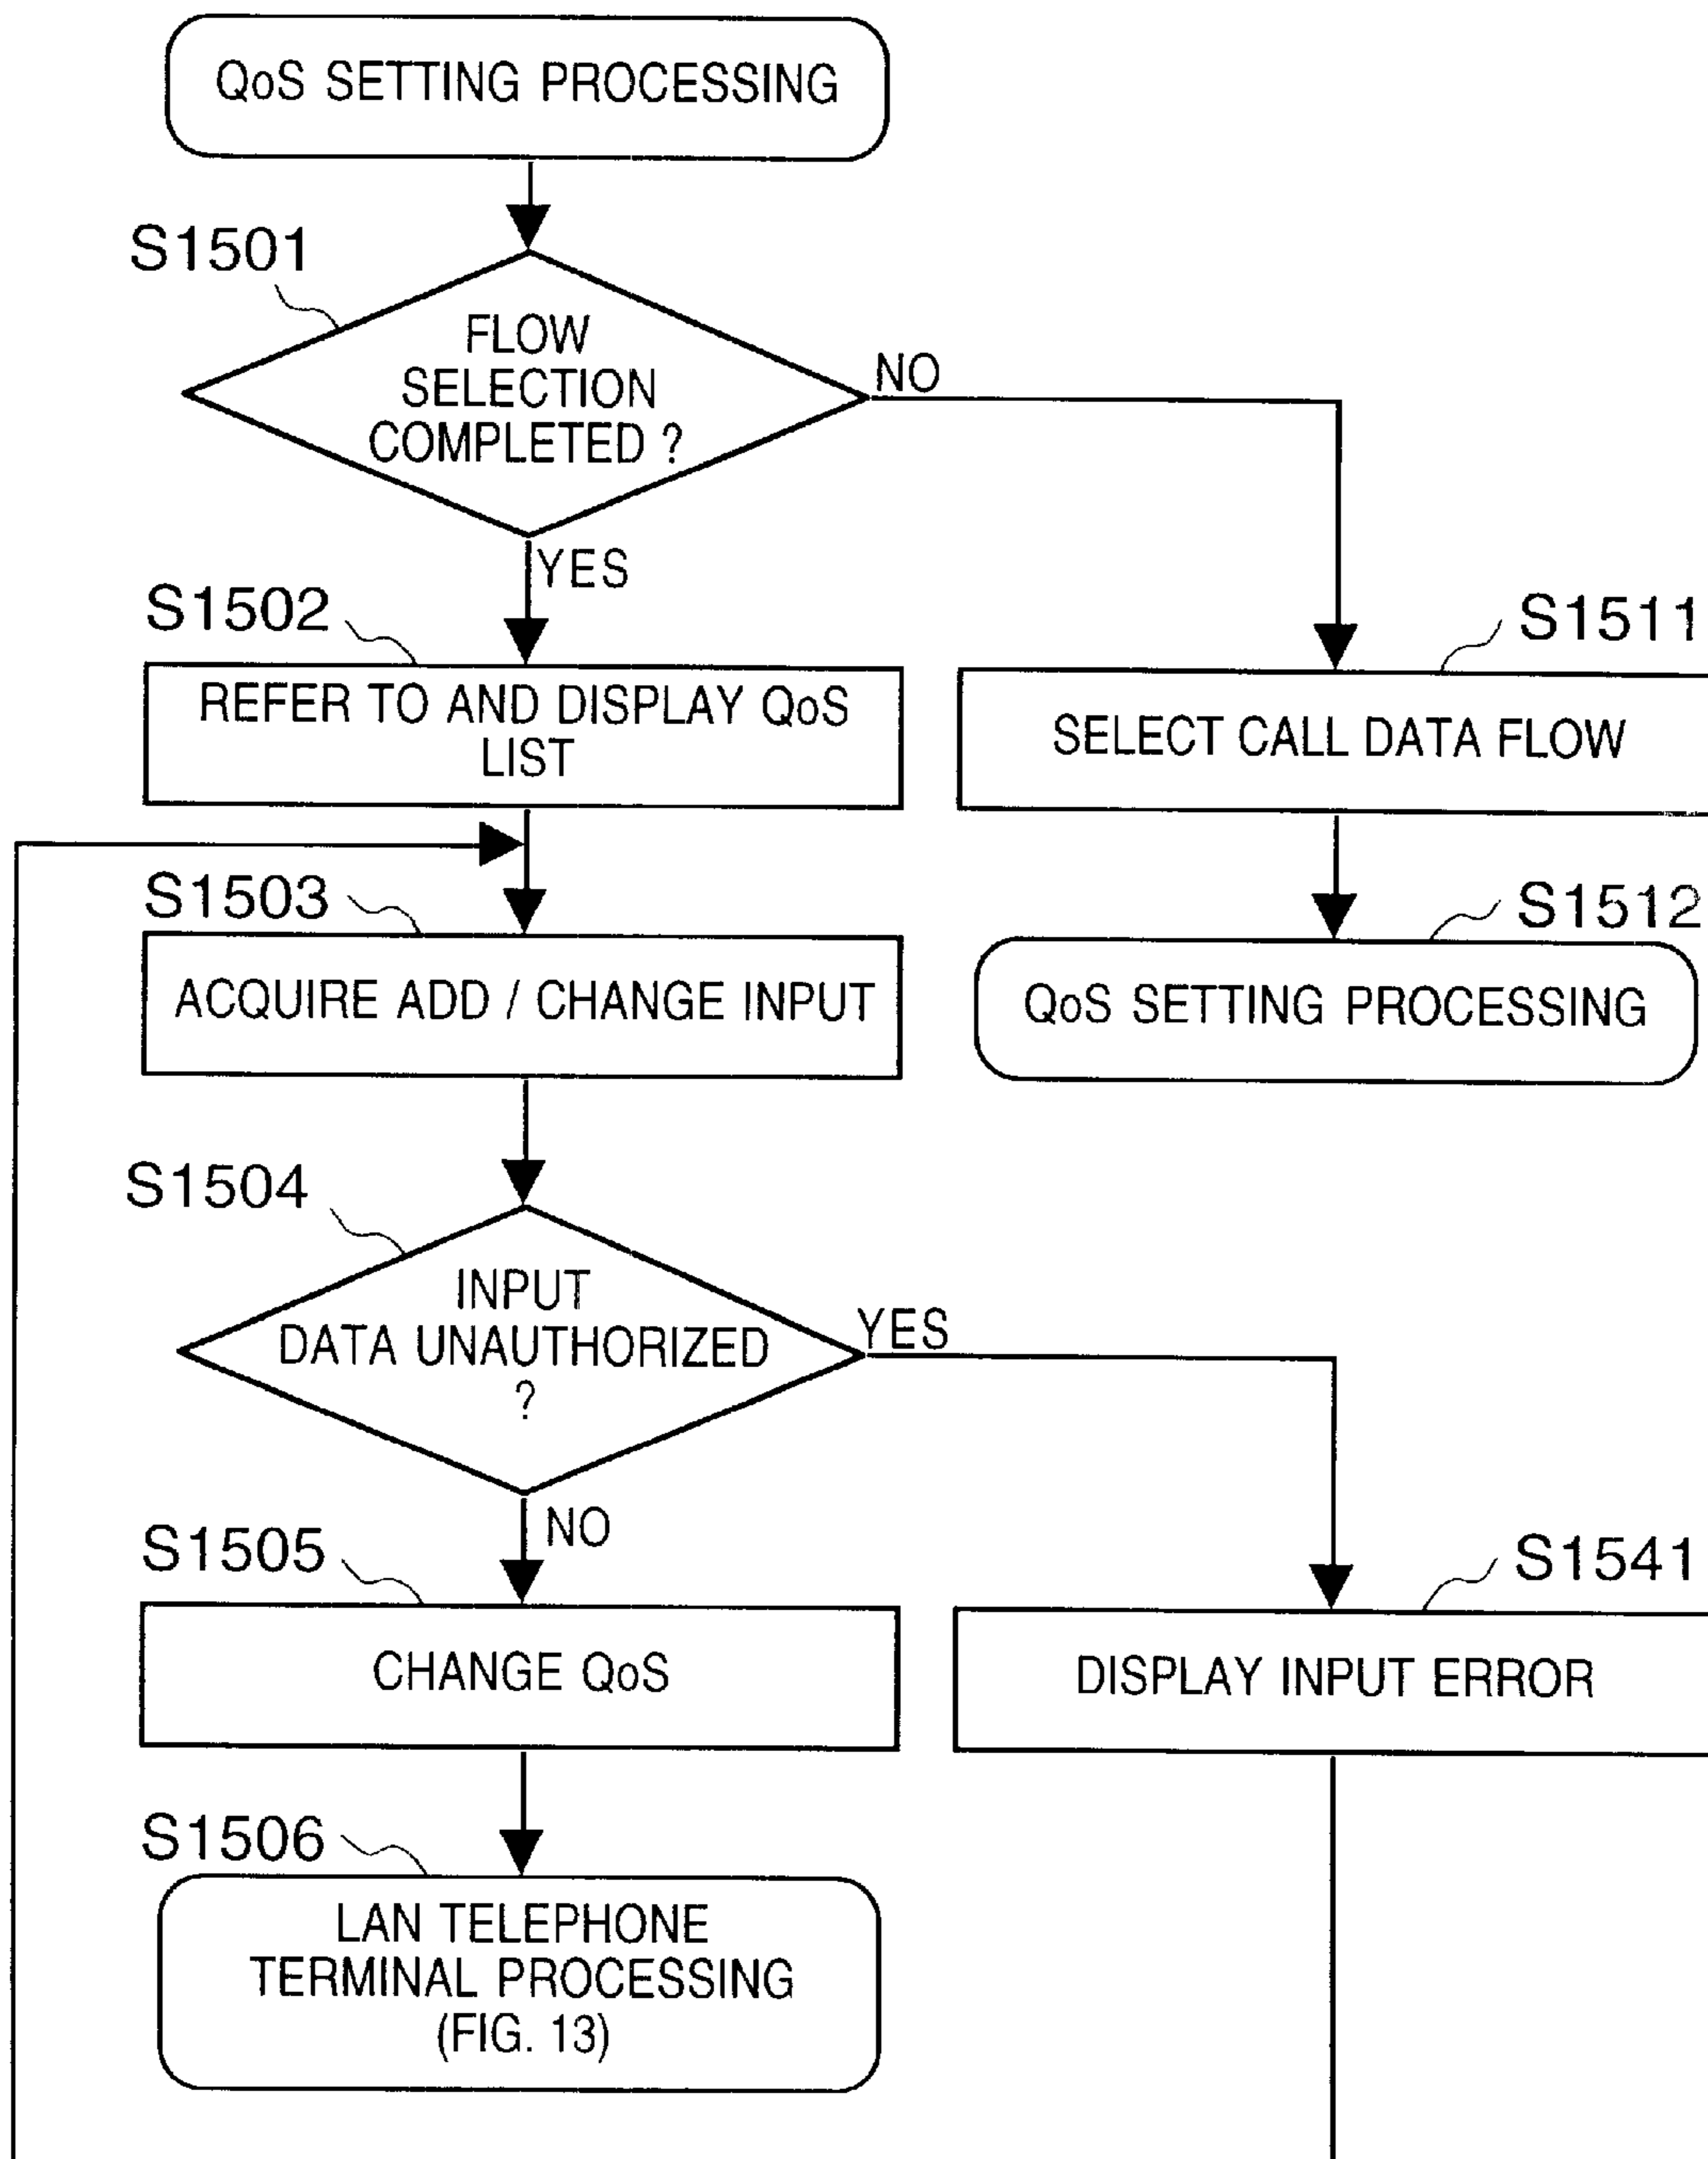 QoS SETTING PROCESSING
S1501
FLOW
SELECTION
COMPLETED ?
NO
YES
S1502
REFER TO AND DISPLAY QoS
LIST
S1511
SELECT CALL DATA FLOW
S1503
ACQUIRE ADD / CHANGE INPUT
S1512
QoS SETTING PROCESSING
S1504
INPUT
DATA UNAUTHORIZED
?
YES
NO
S1505
CHANGE QoS
S1541
DISPLAY INPUT ERROR
S1506
LAN TELEPHONE
TERMINAL PROCESSING
(FIG. 13)